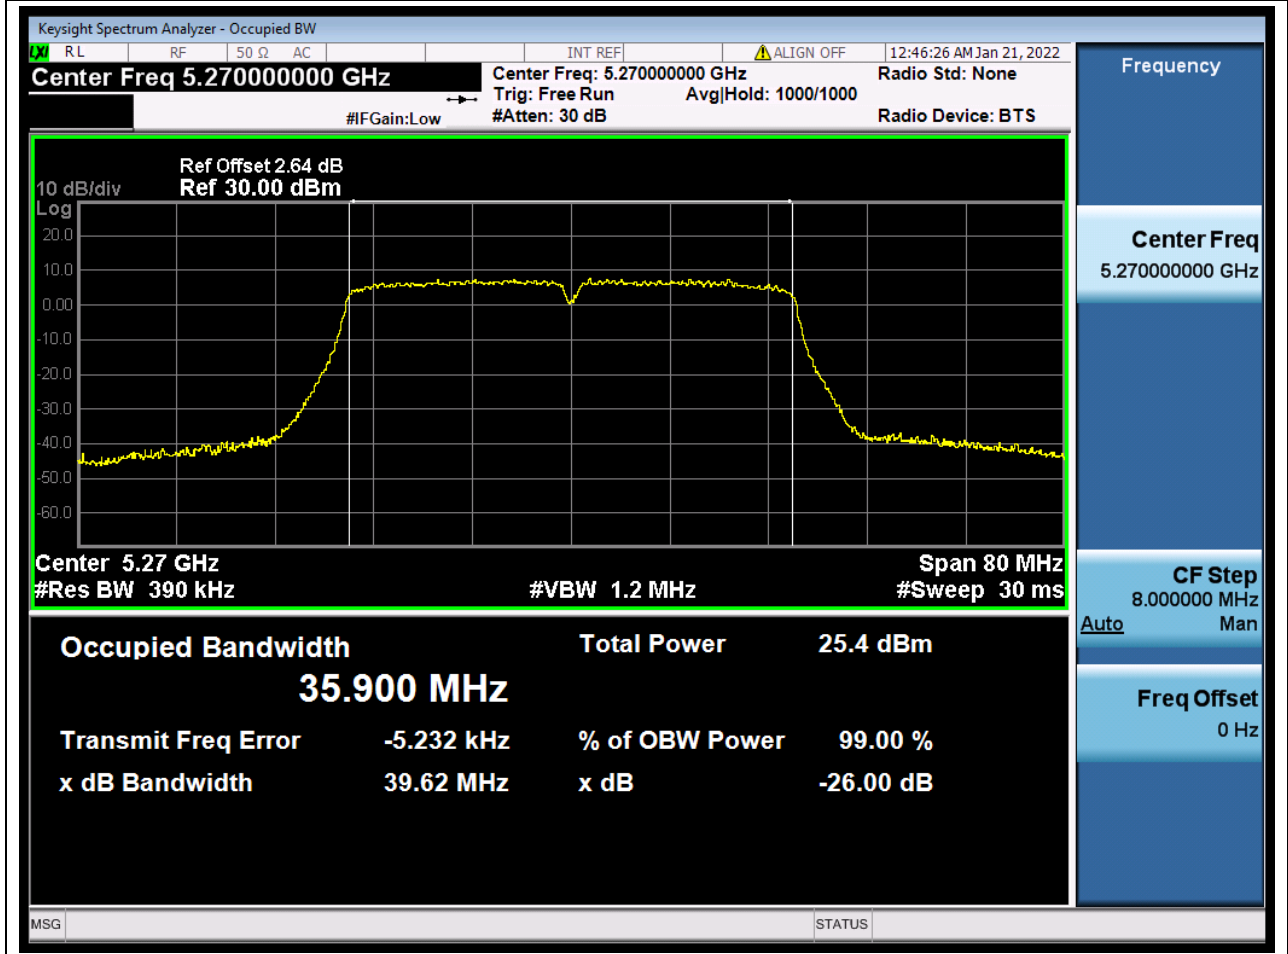 Keysight Spectrum Analyzer - Occupied BW
LXI RL RF 50 Ω AC INT REF ALIGN OFF 12:46:26 AM Jan 21, 2022
Center Freq 5.270000000 GHz
Center Freq: 5.270000000 GHz
Radio Std: None
Trig: Free Run
Avg|Hold: 1000/1000
#IFGain:Low
#Atten: 30 dB
Radio Device: BTS
Ref Offset 2.64 dB
10 dB/div
Ref 30.00 dBm
Log
20.0
10.0
0.00
-10.0
-20.0
-30.0
-40.0
-50.0
-60.0
Center 5.27 GHz
Span 80 MHz
#Res BW 390 kHz
#VBW 1.2 MHz
#Sweep 30 ms
Occupied Bandwidth
Total Power 25.4 dBm
35.900 MHz
Transmit Freq Error -5.232 kHz
% of OBW Power 99.00 %
x dB Bandwidth 39.62 MHz
x dB -26.00 dB
MSG
STATUS
Frequency
Center Freq
5.270000000 GHz
CF Step
8.000000 MHz
Auto Man
Freq Offset
0 Hz